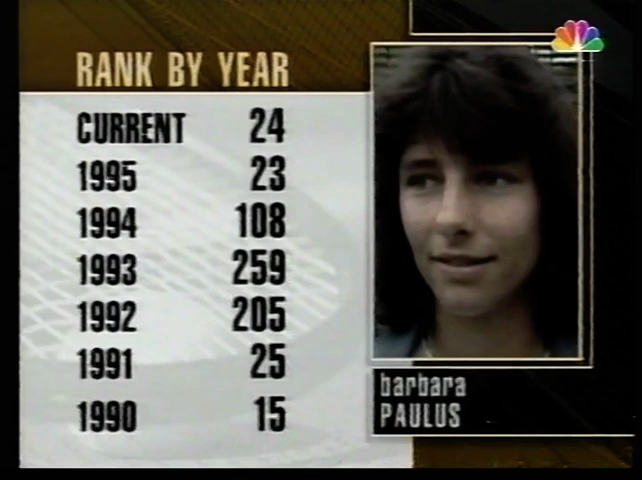 RANK BY YEAR
CURRENT 24
1995 23
1994 108
1993 259
1992 205
1991 25
1990 15
barbara
PAULUS